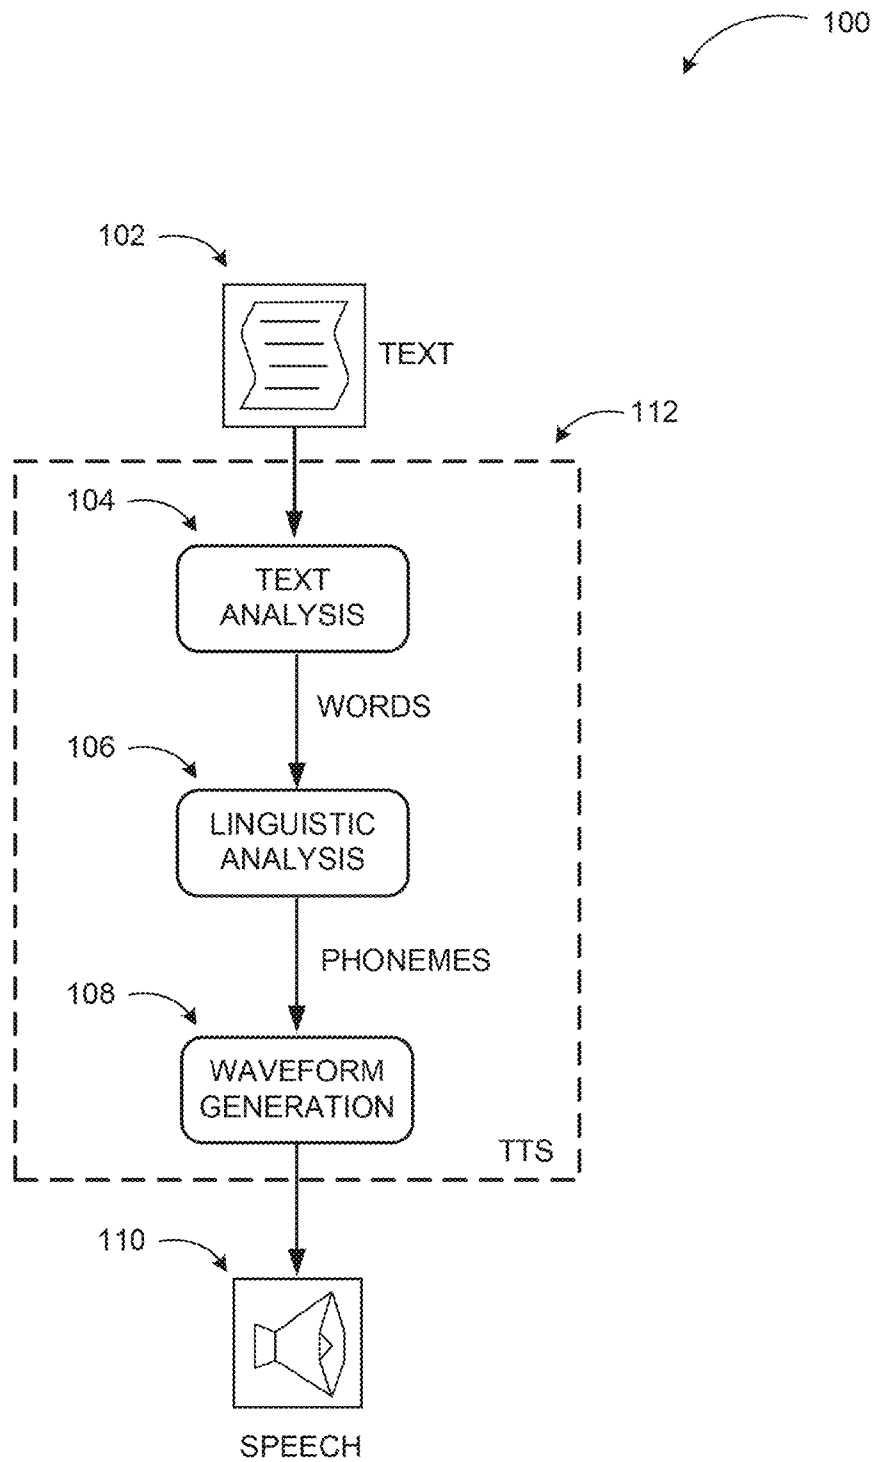 100
102
TEXT
112
104
TEXT
ANALYSIS
WORDS
106
LINGUISTIC
ANALYSIS
PHONEMES
108
WAVEFORM
GENERATION
TTS
110
SPEECH